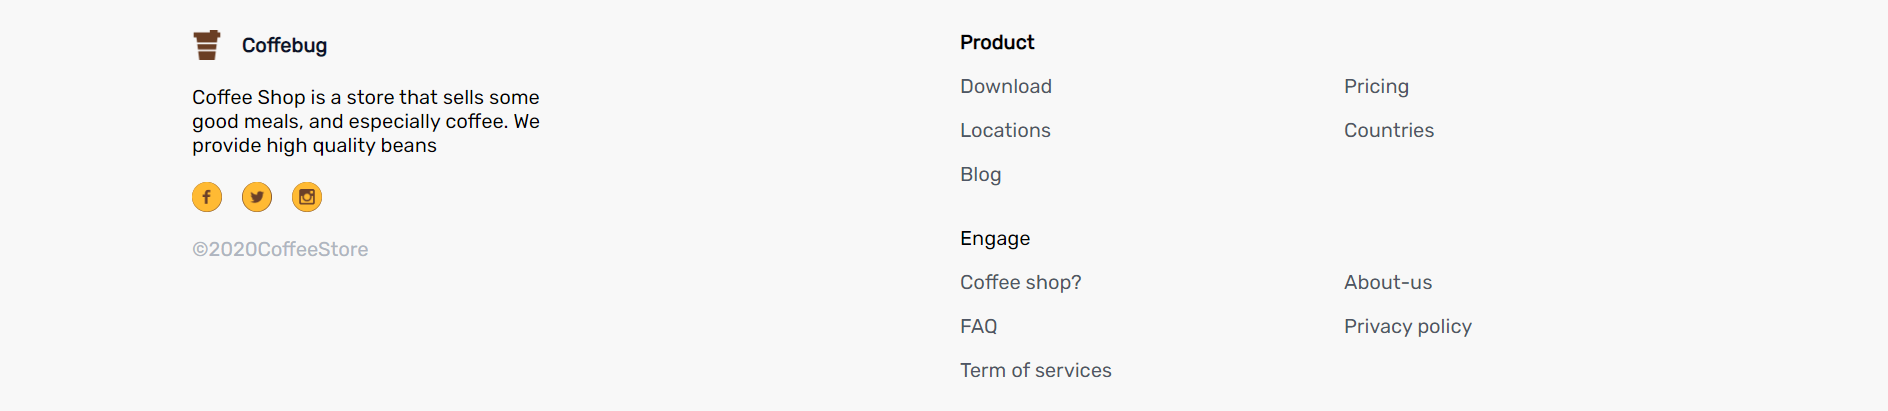 Coffebug
Coffee Shop is a store that sells some
good meals, and especially coffee. We
provide high quality beans
©2020CoffeeStore
Product
Download
Pricing
Locations
Countries
Blog
Engage
Coffee shop?
About-us
FAQ
Privacy policy
Term of services